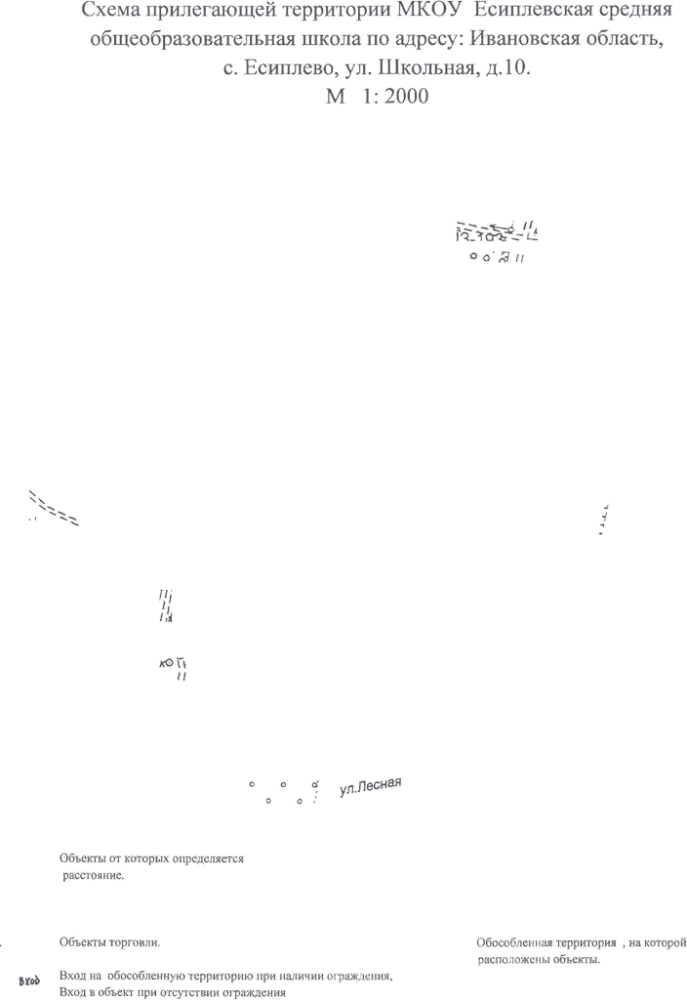 Схема прилегающей территории МКОУ Есиплевская средняя
общеобразовательная школа по адресу: Ивановская область,
с. Есиплево, ул. Школьная, д.10.
М 1: 2000
ул.Лесная
Объекты от которых определяется
расстояние.
Объекты торговли.
Обособленная территория , на которой
расположены объекты.
Вход
Вход на обособленную территорию при наличии ограждения,
Вход в объект при отсутствии ограждения